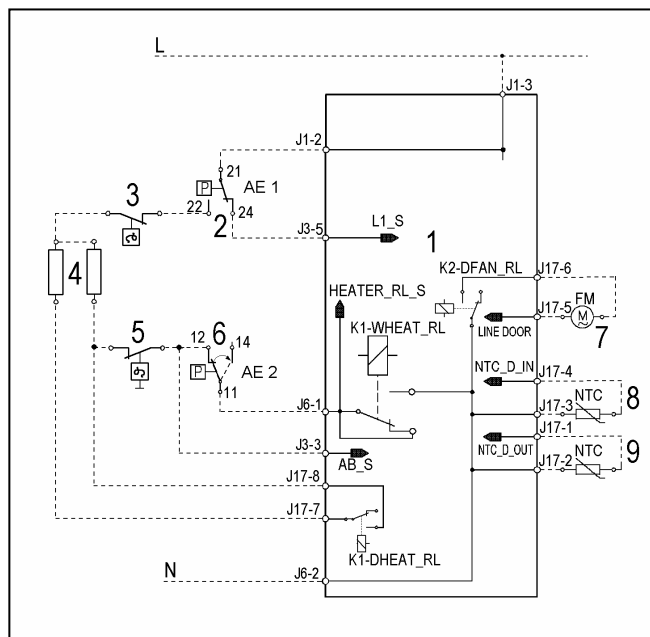 L
J1-3
J1-2
21
AE 1
P
22
24
2
3
4
J3-5
L1_S
1
K2-DFAN_RL
J17-6
HEATER_RL_S
J17-5
FM
M
LINE DOOR
7
K1-WHEAT_RL
5
12
6
14
P
AE 2
11
NTC_D_IN
J17-4
NTC
8
J17-3
J6-1
J17-1
NTC_D_OUT
NTC
9
J17-2
J3-3
AB_S
J17-8
J17-7
K1-DHEAT_RL
N
J6-2